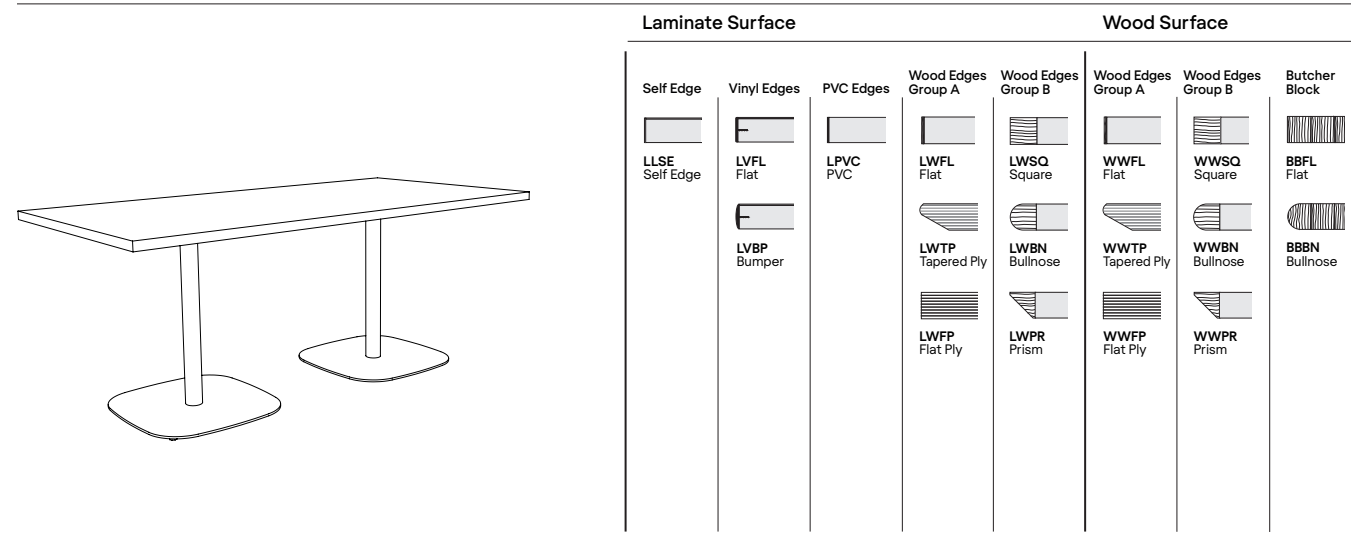 Laminate Surface
Wood Surface
Self Edge
Vinyl Edges
PVC Edges
Wood Edges
Group A
Wood Edges
Group B
Wood Edges
Group A
Wood Edges
Group B
Butcher
Block
LLSE
Self Edge
LVFL
Flat
LPVC
PVC
LWFL
Flat
LWSQ
Square
WWFL
Flat
WWSQ
Square
BBFL
Flat
LVBP
Bumper
LWTP
Tapered Ply
LWBN
Bullnose
WWTP
Tapered Ply
WWBN
Bullnose
BBBN
Bullnose
LWFP
Flat Ply
LWPR
Prism
WWFP
Flat Ply
WWPR
Prism